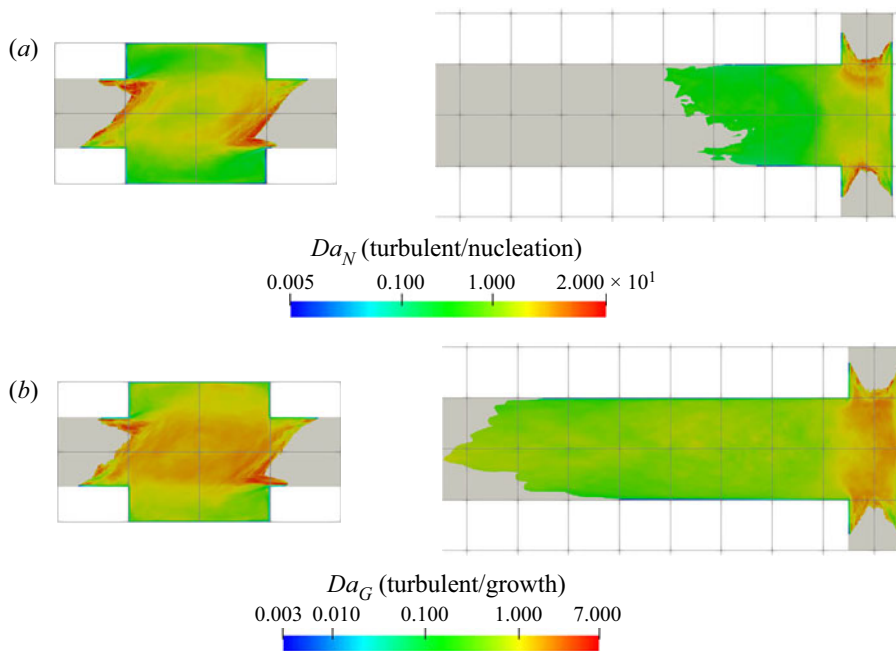 (a)
Da_N (turbulent/nucleation)
0.005 0.100 1.000 2.000 × 10^1
(b)
Da_G (turbulent/growth)
0.003 0.010 0.100 1.000 7.000